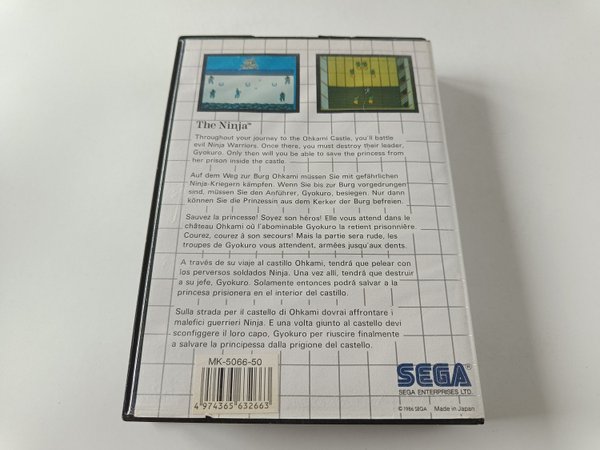 The Ninja™
Throughout your journey to the Ohkami Castle, you'll battle
evil Ninja Warriors. Once there, you must destroy their leader,
Gyokuro. Only then will you be able to save the princess from
her prison inside the castle.
Auf dem Weg zur Burg Ohkami müssen Sie mit gefährlichen
Ninja-Kriegern kämpfen. Wenn Sie bis zur Burg vorgedrungen
sind, müssen Sie den Anführer, Gyokuro, besiegen. Nur dann
können Sie die Prinzessin aus dem Kerker der Burg befreien.
Sauvez la princesse! Soyez son héros! Elle vous attend dans le
château Ohkami où l'abominable Gyokuro la retient prisonnière.
Courez, courez à son secours! Mais la partie sera rude, les
troupes de Gyokuro vous attendent, armées jusqu'aux dents.
A través de su viaje al castillo Ohkami, tendrá que pelear con
los perversos soldados Ninja. Una vez allí, tendrá que destruir
a su jefe, Gyokuro. Solamente entonces podrá salvar a la
princesa prisionera en el interior del castillo.
Sulla strada per il castello di Ohkami dovrai affrontare i
malefici guerrieri Ninja. E una volta giunto al castello devi
sconfiggere il loro capo, Gyokuro per riuscire finalmente
a salvare la principessa dalla prigione del castello.
MK-5066-50
4 974365 632663
SEGA
SEGA ENTERPRISES LTD.
© 1986 SEGA Made in Japan